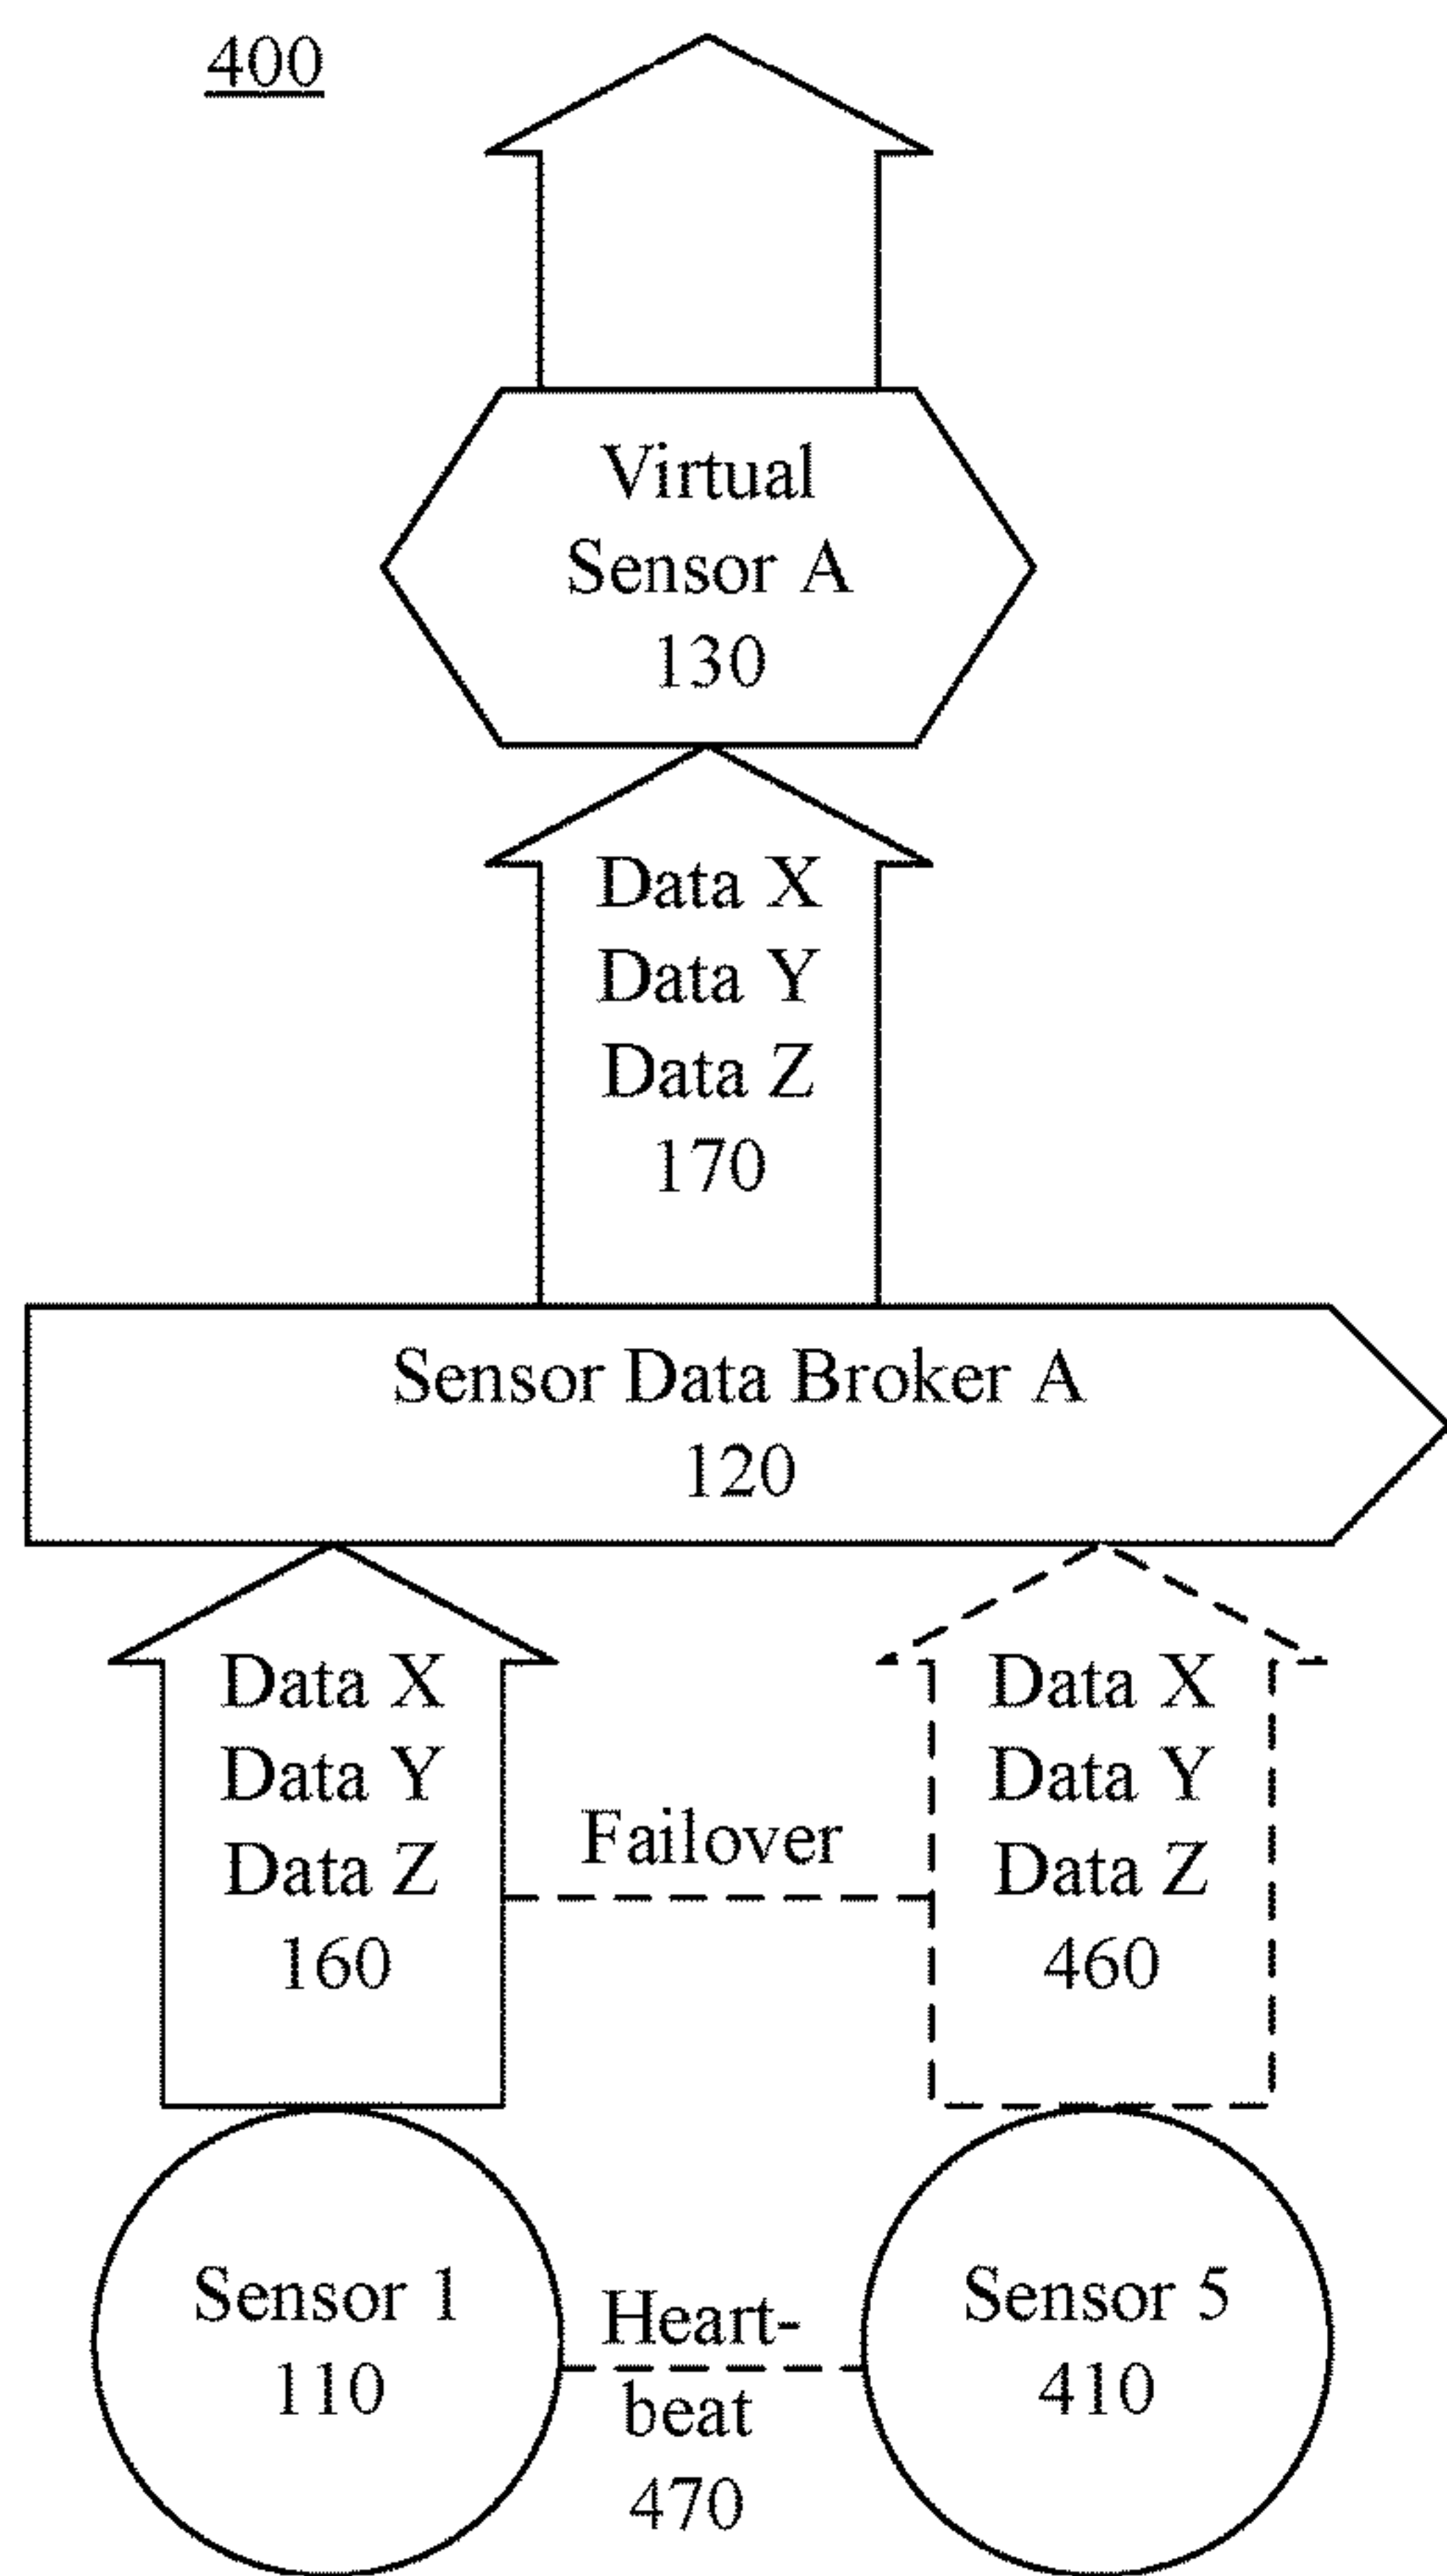 400
Virtual
Sensor A
130
Data X
Data Y
Data Z
170
Sensor Data Broker A
120
Data X
Data Y
Data Z
160
Failover
Data X
Data Y
Data Z
460
Sensor 1
110
Heart-
beat
470
Sensor 5
410